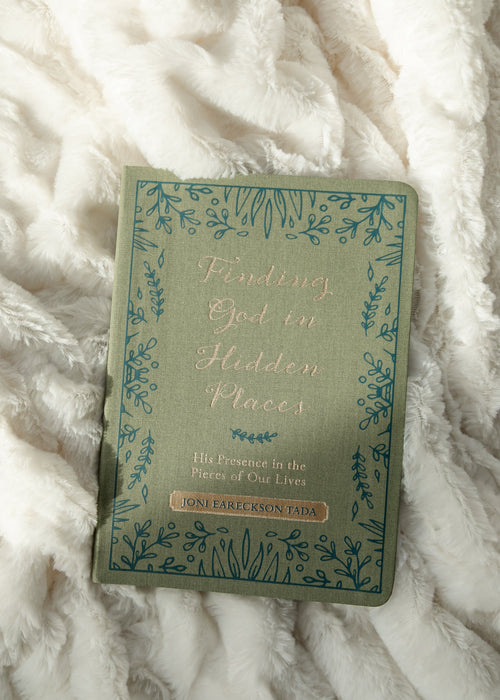 Finding
God in
Hidden
Places
His Presence in the
Pieces of Our Lives
JONI EARECKSON TADA